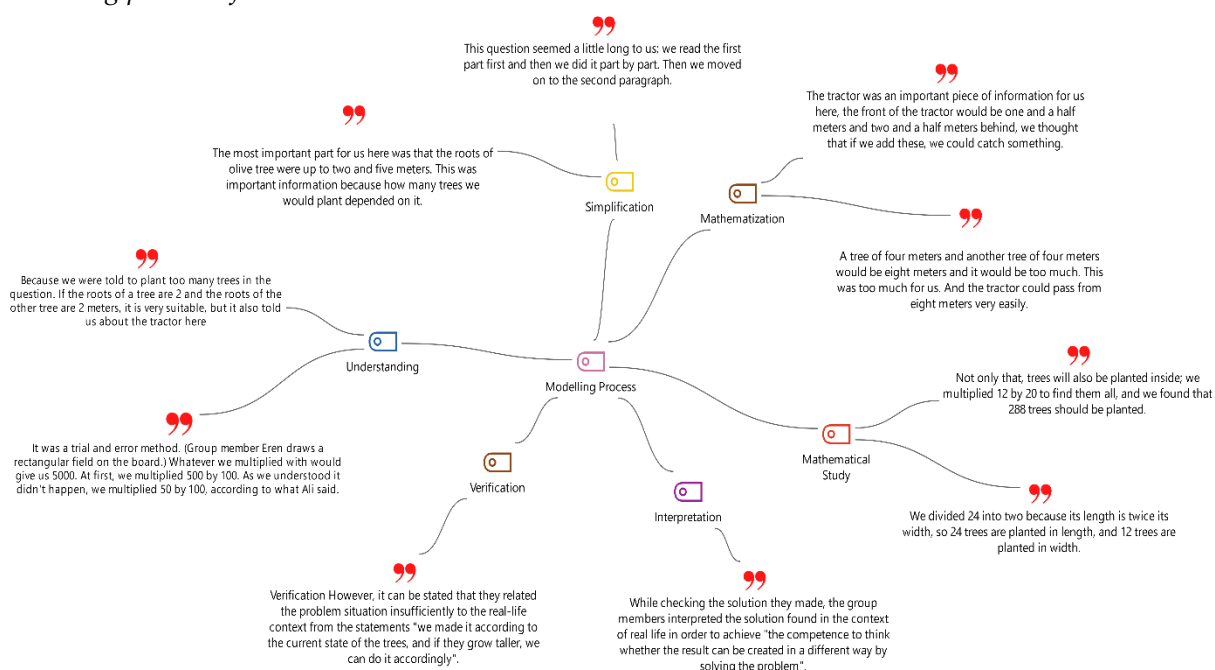 This question seemed a little long to us: we read the first
part first and then we did it part by part. Then we moved
on to the second paragraph.
The tractor was an important piece of information for us
here, the front of the tractor would be one and a half
meters and two and a half meters behind, we thought
that if we add these, we could catch something.
The most important part for us here was that the roots of
olive tree were up to two and five meters. This was
important information because how many trees we
would plant depended on it.
Simplification
Mathematization
A tree of four meters and another tree of four meters
would be eight meters and it would be too much. This
was too much for us. And the tractor could pass from
eight meters very easily.
Because we were told to plant too many trees in the
question. If the roots of a tree are 2 and the roots of the
other tree are 2 meters, it is very suitable, but it also told
us about the tractor here
Understanding
Modelling Process
Not only that, trees will also be planted inside; we
multiplied 12 by 20 to find them all, and we found that
288 trees should be planted.
It was a trial and error method. (Group member Eren draws a
rectangular field on the board.) Whatever we multiplied with would
give us 5000. At first, we multiplied 500 by 100. As we understood it
didn't happen, we multiplied 50 by 100, according to what Ali said.
Mathematical
Study
Verification
Interpretation
We divided 24 into two because its length is twice its
width, so 24 trees are planted in length, and 12 trees are
planted in width.
Verification However, it can be stated that they related
the problem situation insufficiently to the real-life
context from the statements "we made it according to
the current state of the trees, and if they grow taller, we
can do it accordingly".
While checking the solution they made, the group
members interpreted the solution found in the context
of real life in order to achieve "the competence to think
whether the result can be created in a different way by
solving the problem".